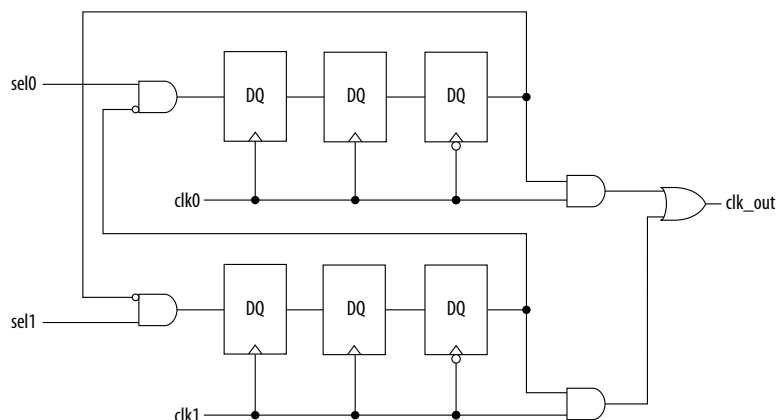 sel0
DQ DQ DQ
clk0
clk_out
DQ DQ DQ
sel1
clk1